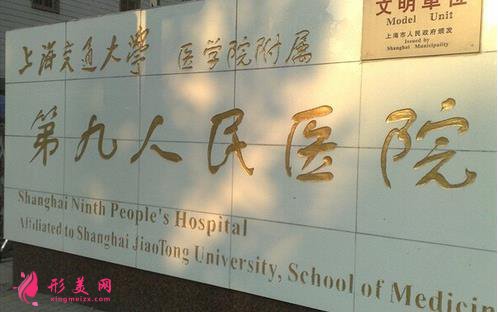 文明单位
Model Unit
上海市人民政府颁发
Issued by
Shanghai Municipality
上海交通大學 医学院附属
第九人民医院
Shanghai Ninth People's Hospital
Affiliated to Shanghai JiaoTong University, School of Medicin
形美网
xingmeizx.com